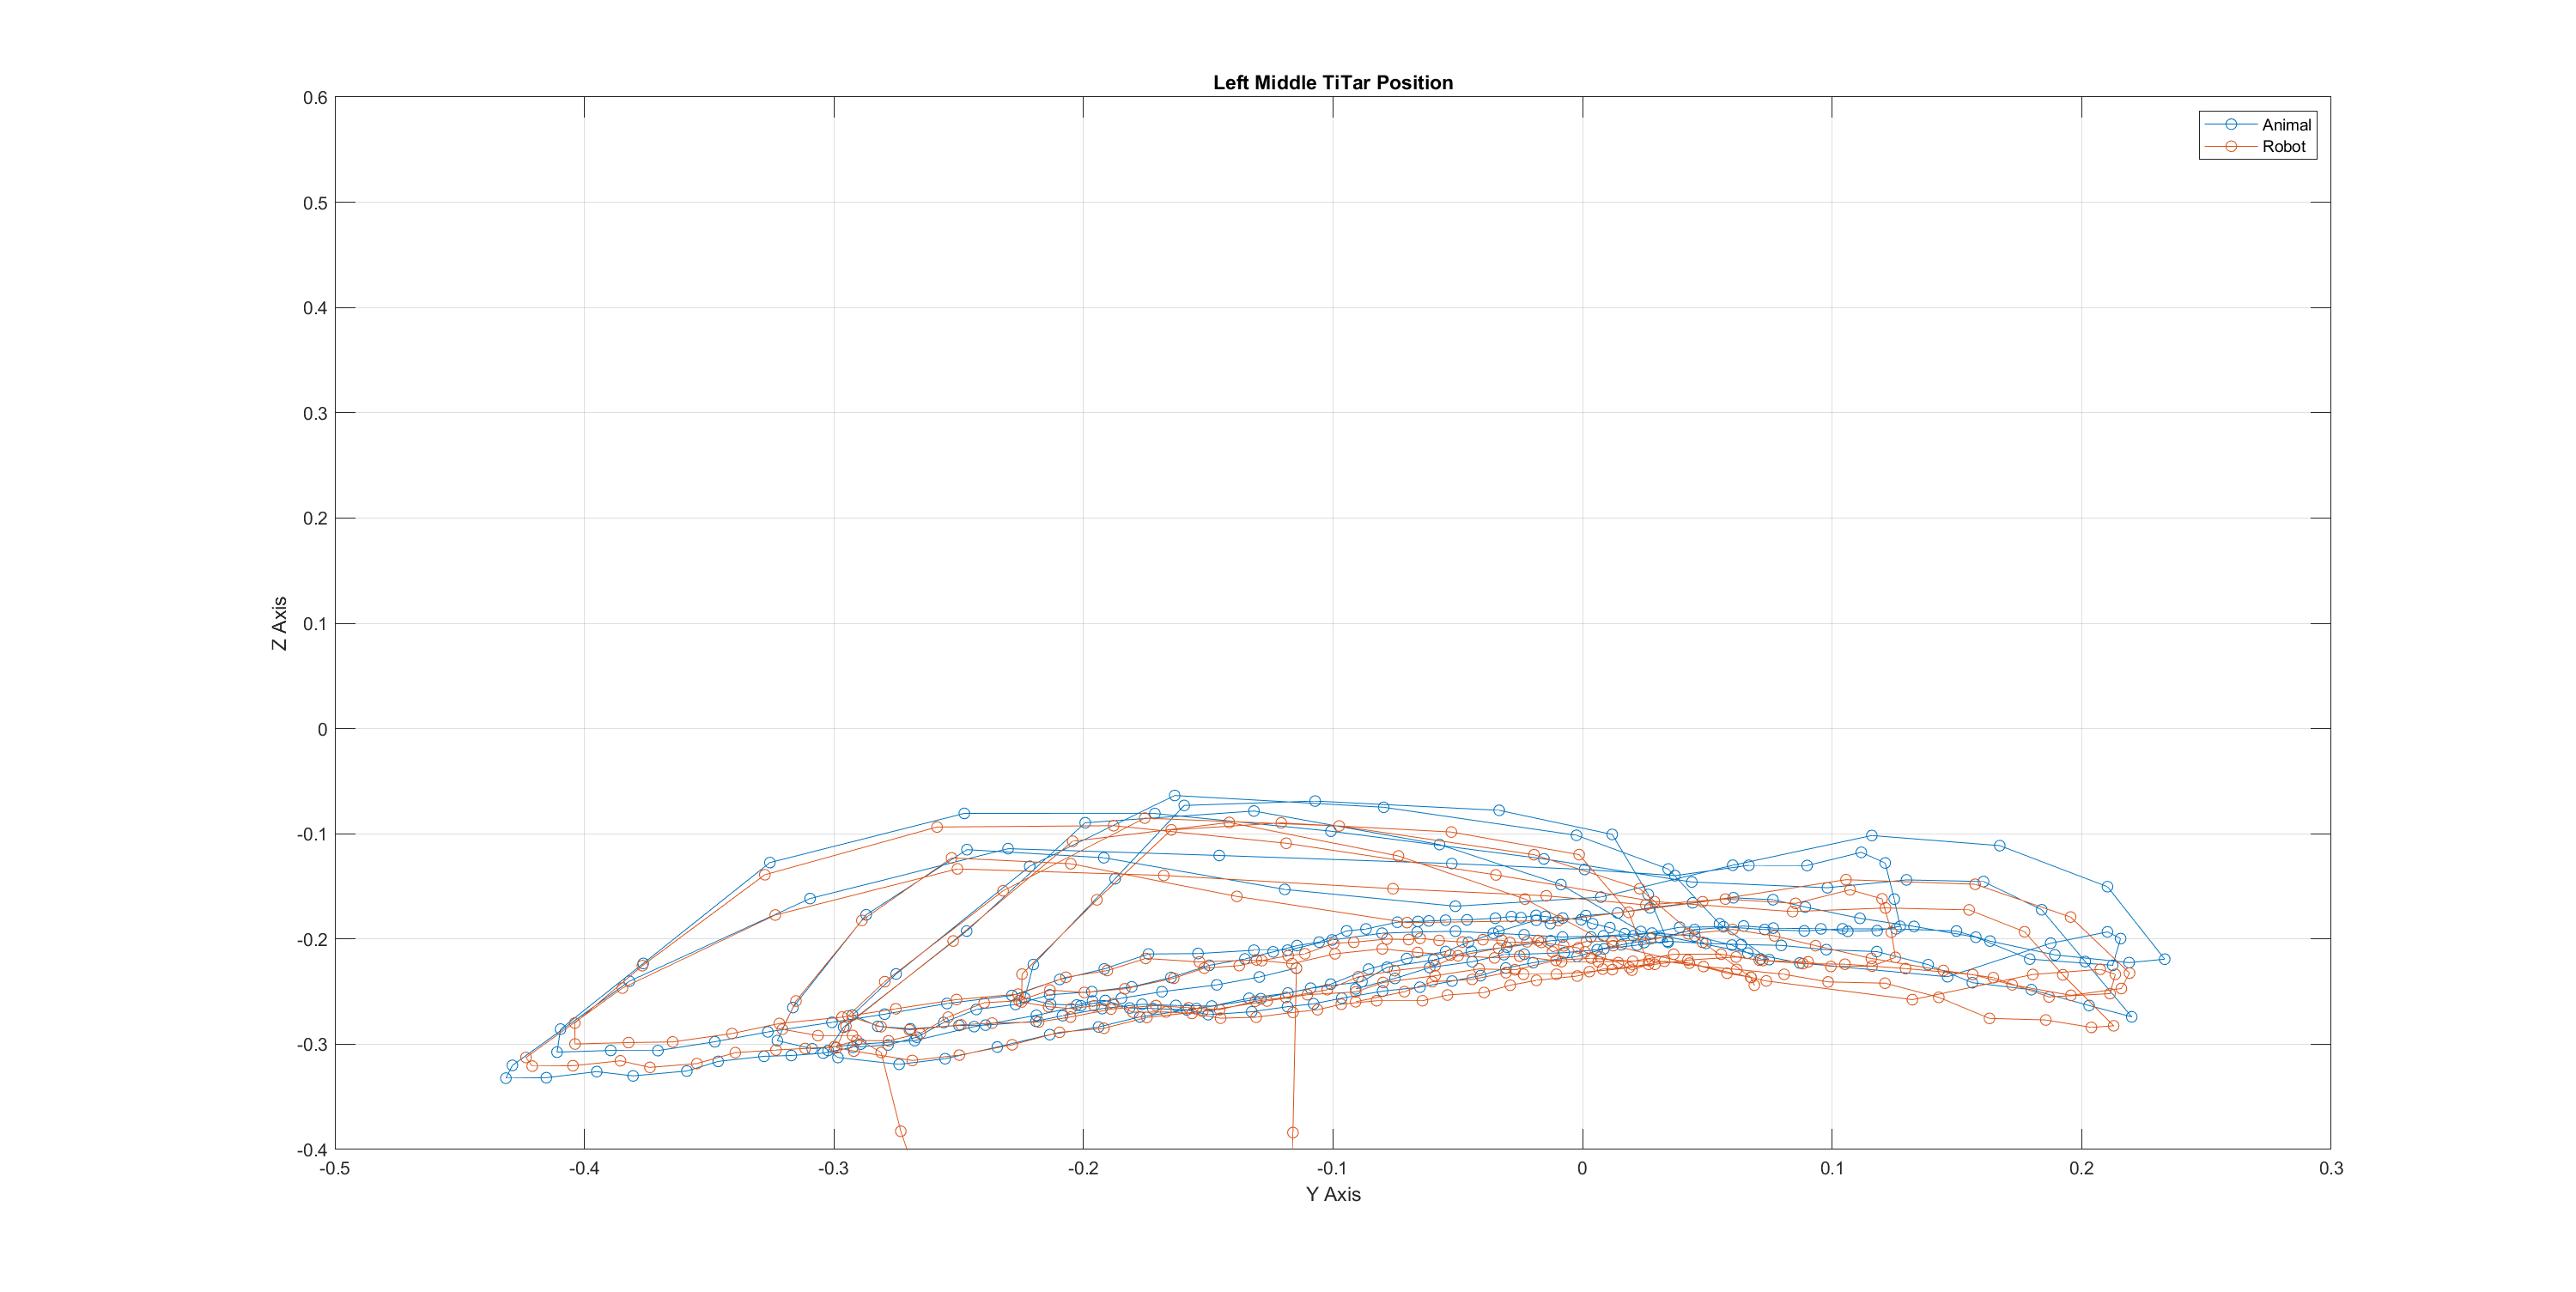 Left Middle TiTar Position
Animal
Robot
0.6
0.5
0.4
0.3
0.2
0.1
0
-0.1
-0.2
-0.3
-0.4
Z Axis
-0.5 -0.4 -0.3 -0.2 -0.1 0 0.1 0.2 0.3
Y Axis